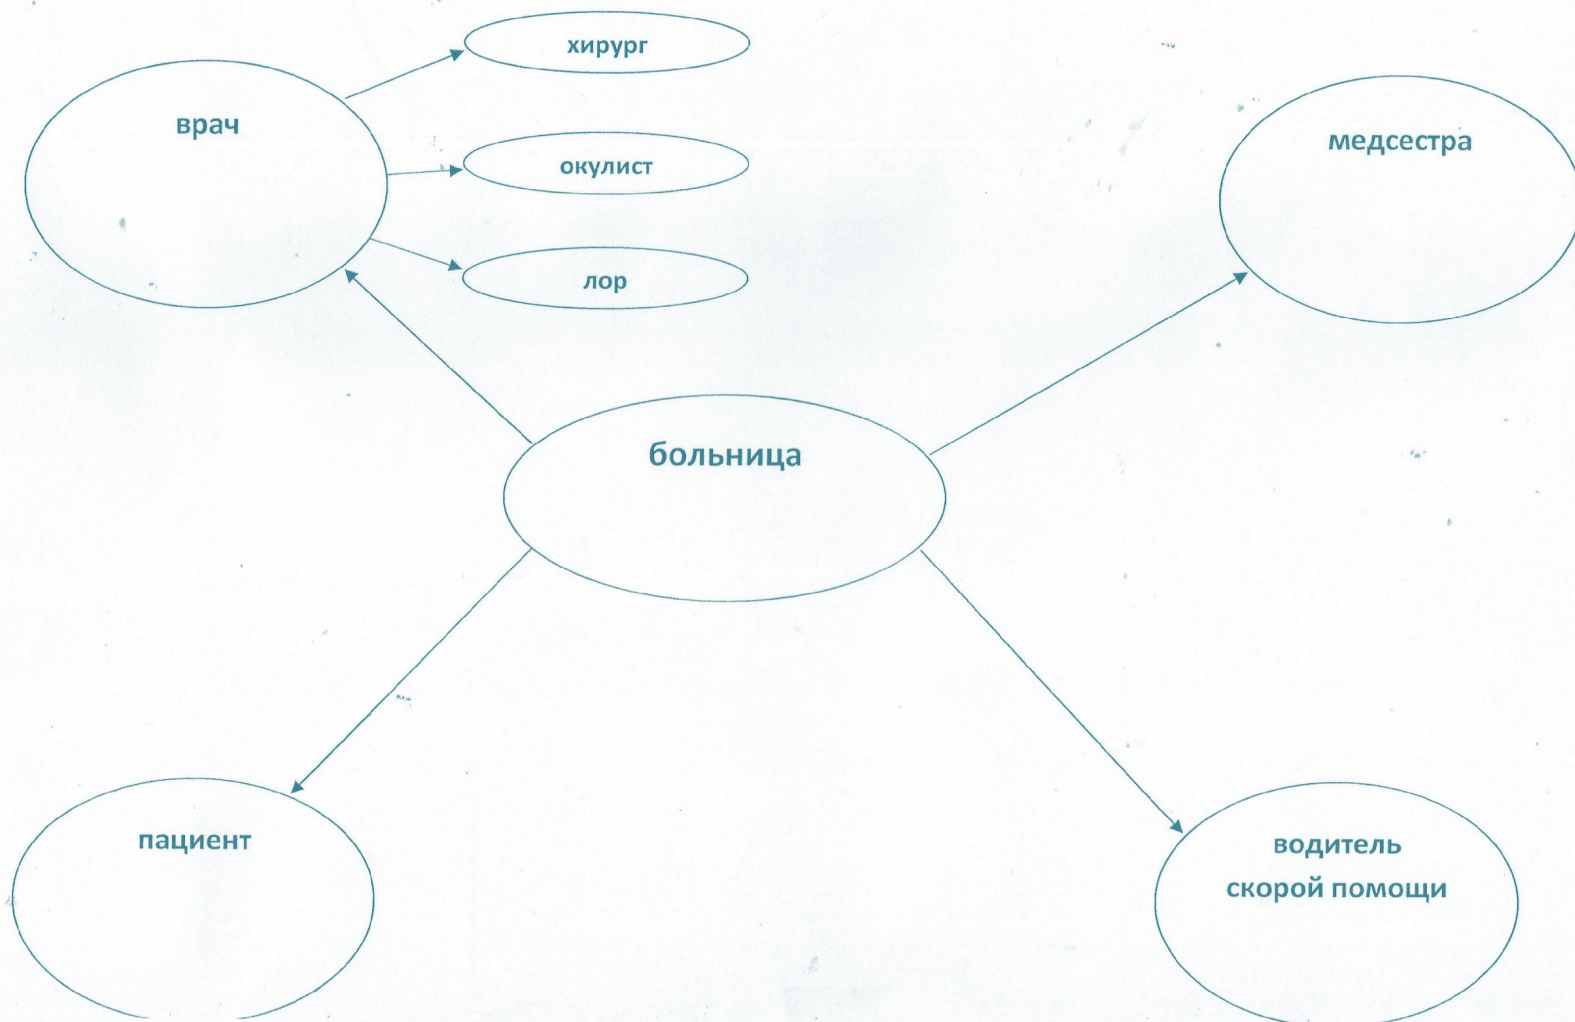 хирург
врач
медсестра
окулист
лор
больница
пациент
водитель
скорой помощи